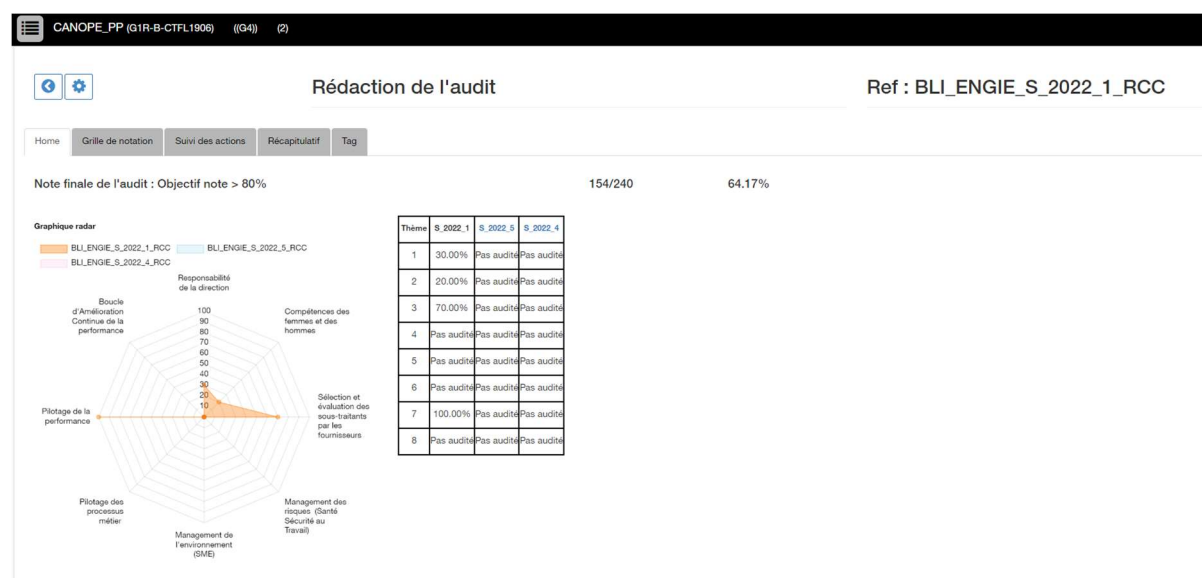 CANOPE_PP (G1R-B-CTFL1906) ((G4)) (2)
Rédaction de l'audit
Ref : BLI_ENGIE_S_2022_1_RCC
Home Grille de notation Suivi des actions Récapitulatif Tag
Note finale de l'audit : Objectif note > 80% 154/240 64.17%
Graphique radar
BLI_ENGIE_S_2022_1_RCC BLI_ENGIE_S_2022_5_RCC
BLI_ENGIE_S_2022_4_RCC
Responsabilité
de la direction
Compétences des
femmes et des
hommes
Sélection et
évaluation des
sous-traitants
par les
fournisseurs
Management des
risques (Santé
Sécurité au
Travail)
Management de
l'environnement
(SME)
Pilotage des
processus
métier
Pilotage de la
performance
Boucle
d'Amélioration
Continue de la
performance
100
90
80
70
60
50
40
30
20
10
Thème S_2022_1 S_2022_5 S_2022_4
1 30.00% Pas audité Pas audité
2 20.00% Pas audité Pas audité
3 70.00% Pas audité Pas audité
4 Pas audité Pas audité Pas audité
5 Pas audité Pas audité Pas audité
6 Pas audité Pas audité Pas audité
7 100.00% Pas audité Pas audité
8 Pas audité Pas audité Pas audité